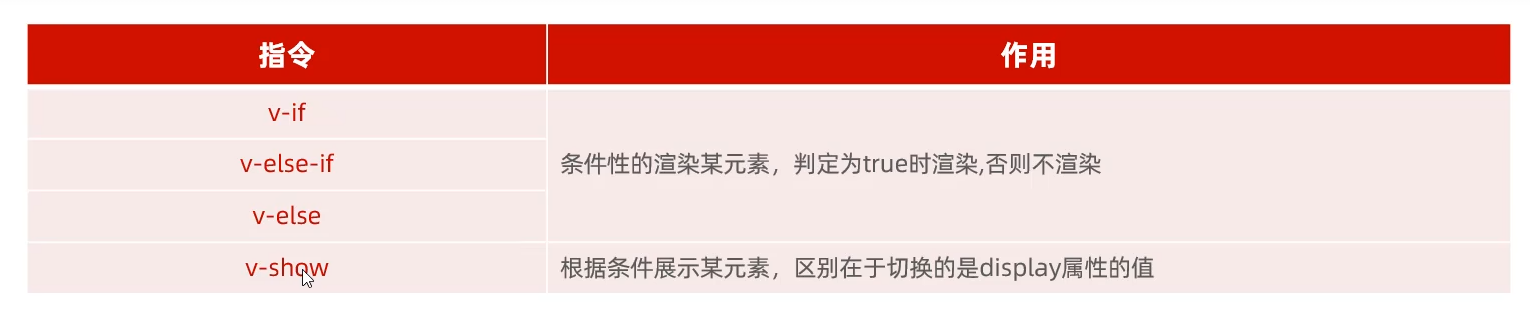 指令
作用
v-if
v-else-if
条件性的渲染某元素，判定为true时渲染,否则不渲染
v-else
v-show
根据条件展示某元素，区别在于切换的是display属性的值